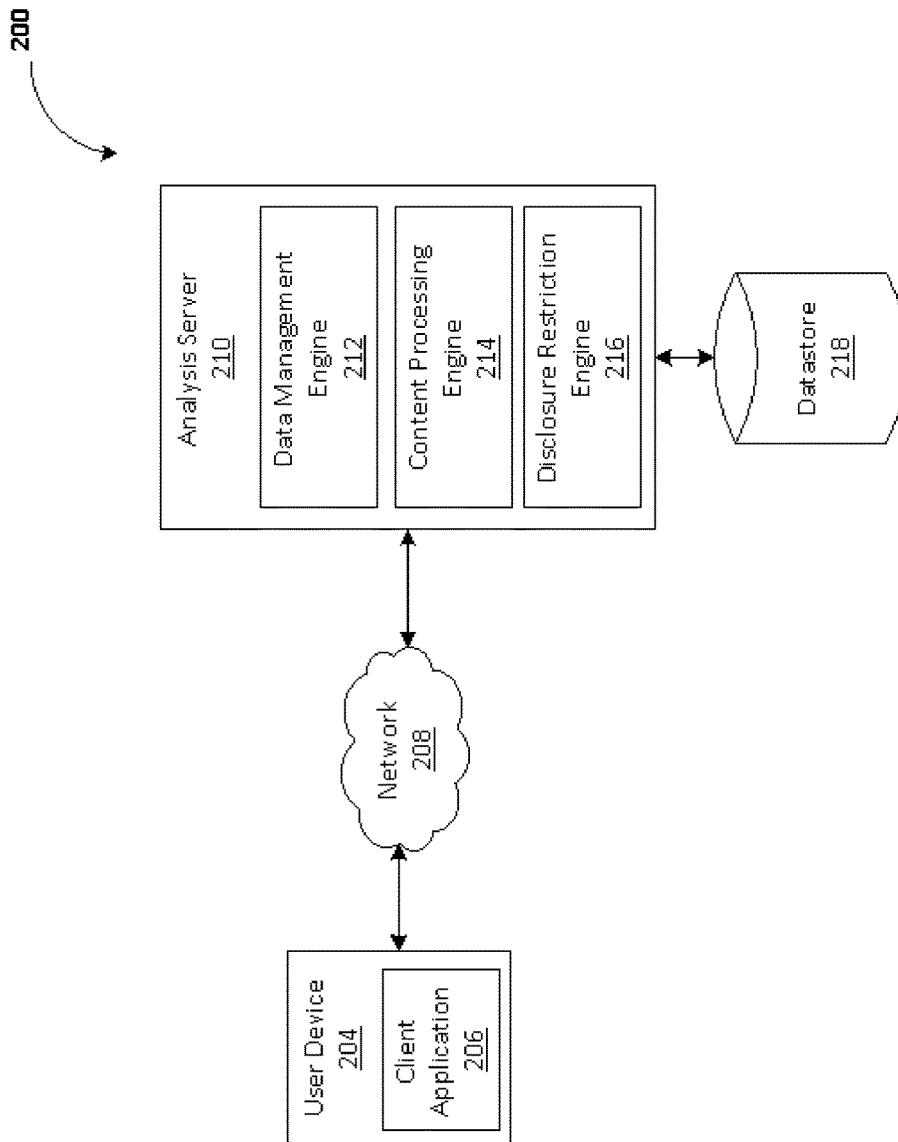 200
Analysis Server
210
Data Management
Engine
212
Content Processing
Engine
214
Disclosure Restriction
Engine
216
Datastore
218
Network
208
User Device
204
Client
Application
206